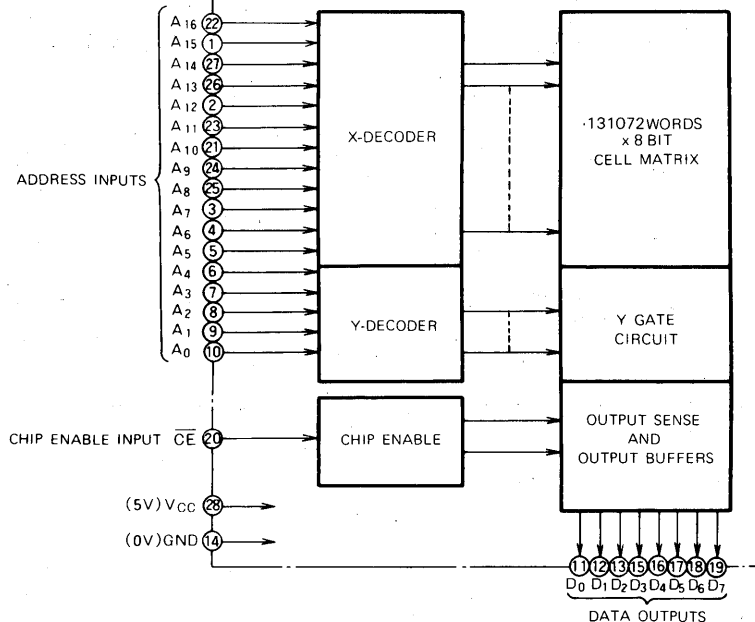 A16 22
A15 1
A14 27
A13 26
A12 2
A11 23
A10 21
A9 24
A8 25
A7 3
A6 4
A5 5
A4 6
A3 7
A2 8
A1 9
A0 10
ADDRESS INPUTS
X-DECODER
131072WORDS
x 8 BIT
CELL MATRIX
Y-DECODER
Y GATE
CIRCUIT
CHIP ENABLE INPUT C̅E̅ 20
CHIP ENABLE
OUTPUT SENSE
AND
OUTPUT BUFFERS
(5V) VCC 28
(0V) GND 14
11 12 13 15 16 17 18 19
D0 D1 D2 D3 D4 D5 D6 D7
DATA OUTPUTS